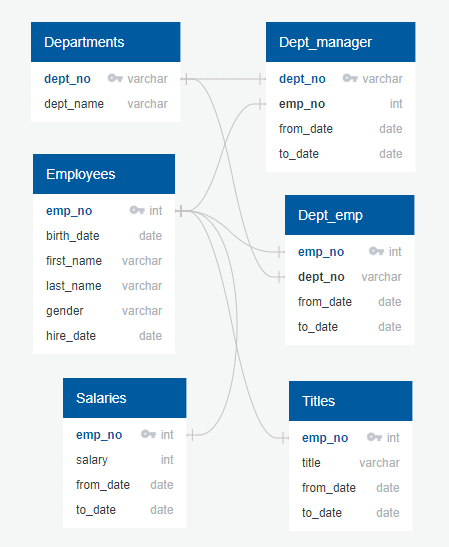 Departments
dept_no varchar
dept_name varchar
Employees
emp_no int
birth_date date
first_name varchar
last_name varchar
gender varchar
hire_date date
Salaries
emp_no int
salary int
from_date date
to_date date
Dept_manager
dept_no varchar
emp_no int
from_date date
to_date date
Dept_emp
emp_no int
dept_no varchar
from_date date
to_date date
Titles
emp_no int
title varchar
from_date date
to_date date